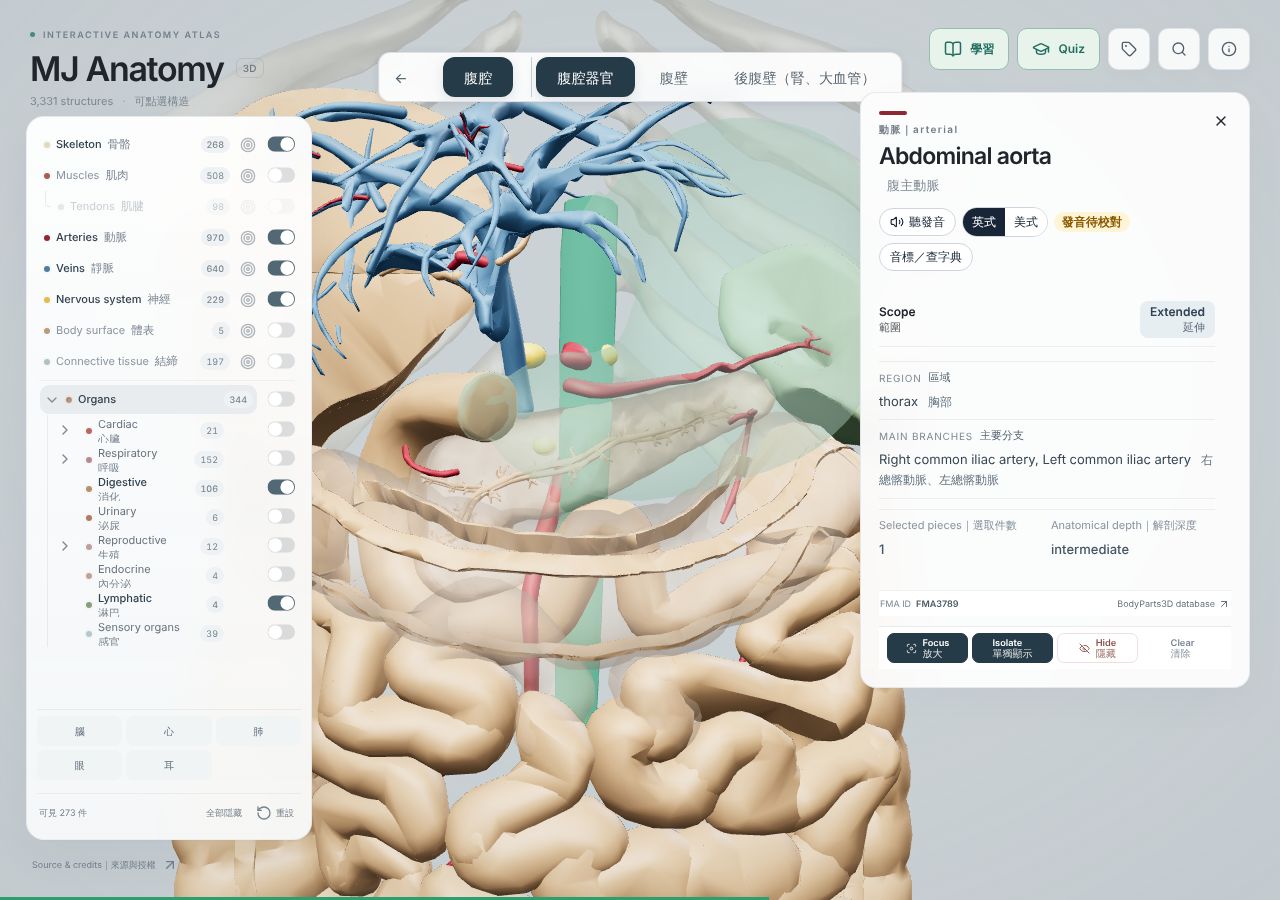 INTERACTIVE ANATOMY ATLAS
MJ Anatomy 3D
3,331 structures · 可點選構造
Skeleton 骨骼 268
Muscles 肌肉 508
Tendons 肌腱 98
Arteries 動脈 970
Veins 靜脈 640
Nervous system 神經 229
Body surface 體表 5
Connective tissue 結締 197
Organs 344
Cardiac 21
心臟
Respiratory 152
呼吸
Digestive 106
消化
Urinary 6
泌尿
Reproductive 12
生殖
Endocrine 4
內分泌
Lymphatic 4
淋巴
Sensory organs 39
感官
腦 心 肺
眼 耳
可見 273 件 全部隱藏 重設
Source & credits｜來源與授權
← 腹腔 腹腔器官 腹壁 後腹壁（腎、大血管）
學習 Quiz
動脈｜arterial
Abdominal aorta
腹主動脈
聽發音 英式 美式 發音待校對
音標／查字典
Scope Extended
範圍 延伸
REGION 區域
thorax 胸部
MAIN BRANCHES 主要分支
Right common iliac artery, Left common iliac artery 右
總髂動脈、左總髂動脈
Selected pieces｜選取件數 Anatomical depth｜解剖深度
1 intermediate
FMA ID FMA3789 BodyParts3D database
Focus Isolate Hide Clear
放大 單獨顯示 隱藏 清除